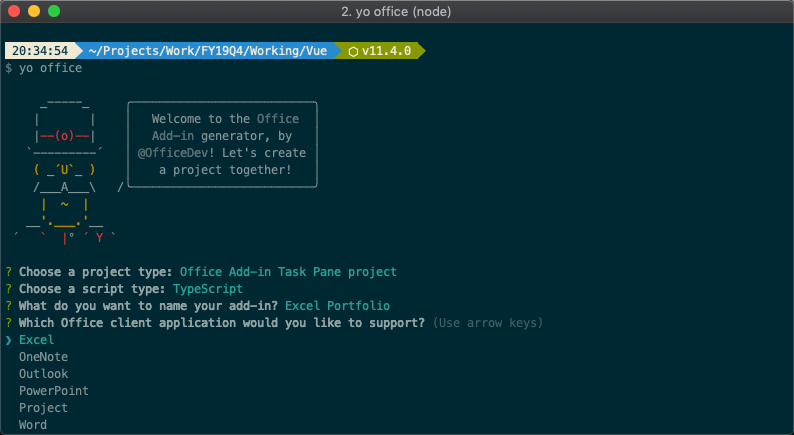 2. yo office (node)
20:34:54 ~/Projects/Work/FY19Q4/Working/Vue ⬡ v11.4.0
$ yo office
Welcome to the Office
Add-in generator, by
@OfficeDev! Let's create
a project together!
? Choose a project type: Office Add-in Task Pane project
? Choose a script type: TypeScript
? What do you want to name your add-in? Excel Portfolio
? Which Office client application would you like to support? (Use arrow keys)
❯ Excel
OneNote
Outlook
PowerPoint
Project
Word